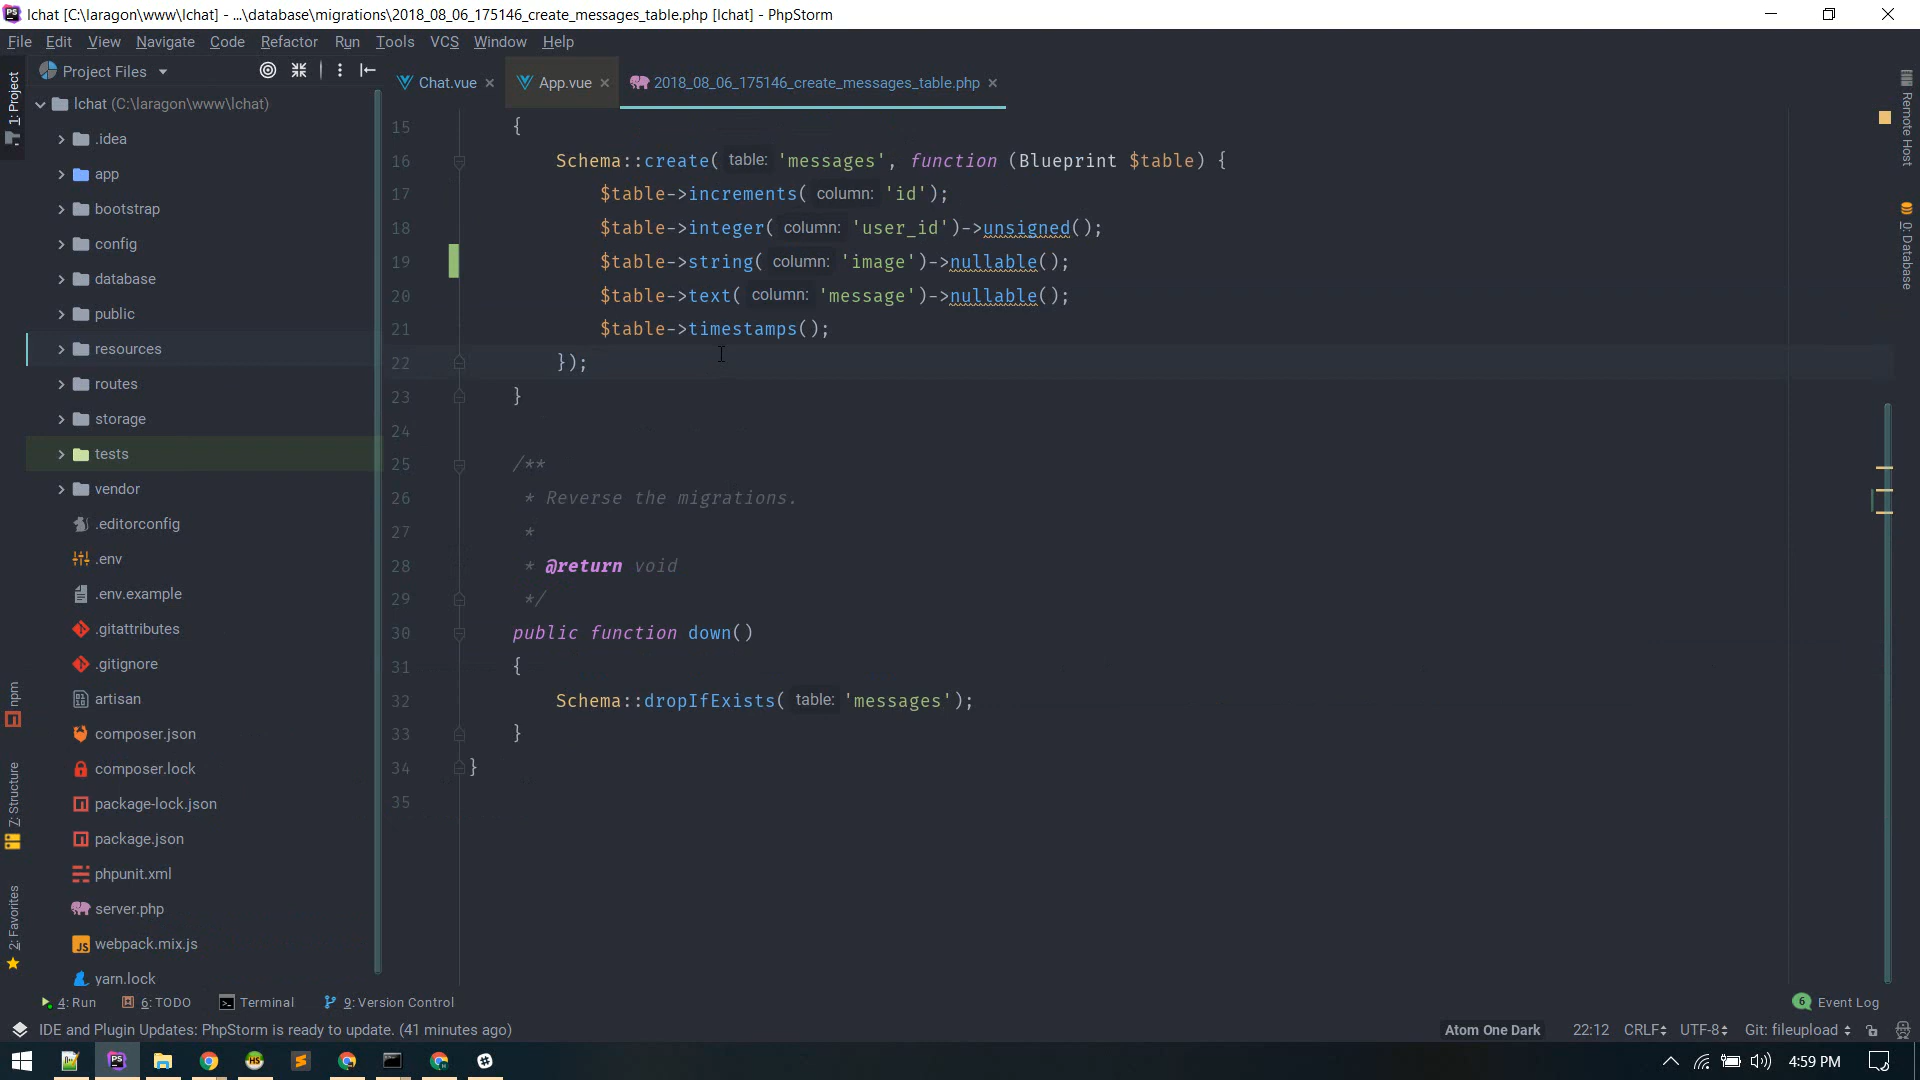 lchat [C:\laragon\www\lchat] - ...\database\migrations\2018_08_06_175146_create_messages_table.php [lchat] - PhpStorm
File Edit View Navigate Code Refactor Run Tools VCS Window Help
Project Files
Chat.vue
App.vue
2018_08_06_175146_create_messages_table.php
1: Project
npm
Z: Structure
2: Favorites
lchat (C:\laragon\www\lchat)
.idea
app
bootstrap
config
database
public
resources
routes
storage
tests
vendor
.editorconfig
.env
.env.example
.gitattributes
.gitignore
artisan
composer.json
composer.lock
package-lock.json
package.json
phpunit.xml
server.php
webpack.mix.js
yarn.lock
15 {
16 Schema::create( table: 'messages', function (Blueprint $table) {
17 $table->increments( column: 'id');
18 $table->integer( column: 'user_id')->unsigned();
19 $table->string( column: 'image')->nullable();
20 $table->text( column: 'message')->nullable();
21 $table->timestamps();
22 });
23 }
24
25 /**
26 * Reverse the migrations.
27 *
28 * @return void
29 */
30 public function down()
31 {
32 Schema::dropIfExists( table: 'messages');
33 }
34 }
35
Remote Host
0: Database
4: Run
6: TODO
Terminal
9: Version Control
6 Event Log
IDE and Plugin Updates: PhpStorm is ready to update. (41 minutes ago)
Atom One Dark 22:12 CRLF UTF-8 Git: fileupload
4:59 PM